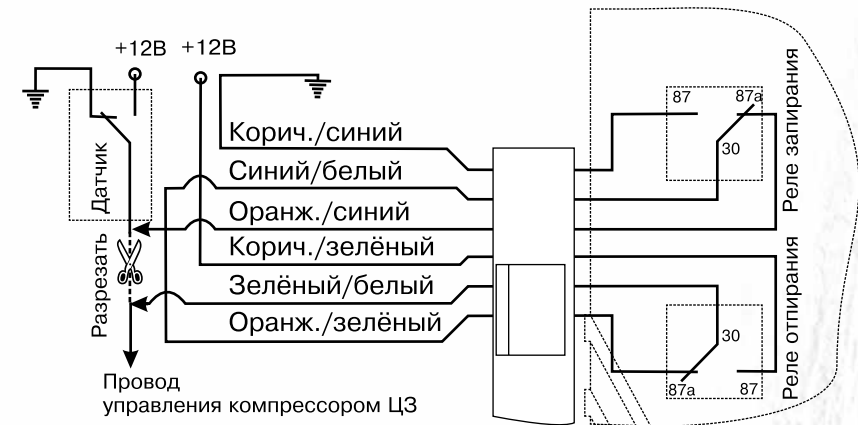 +12В +12В
87 87а
Корич./синий
30
Синий/белый
Датчик
Реле запирания
Оранж./синий
Корич./зелёный
Разрезать
Зелёный/белый
Оранж./зелёный
30
Реле отпирания
87а 87
Провод
управления компрессором ЦЗ